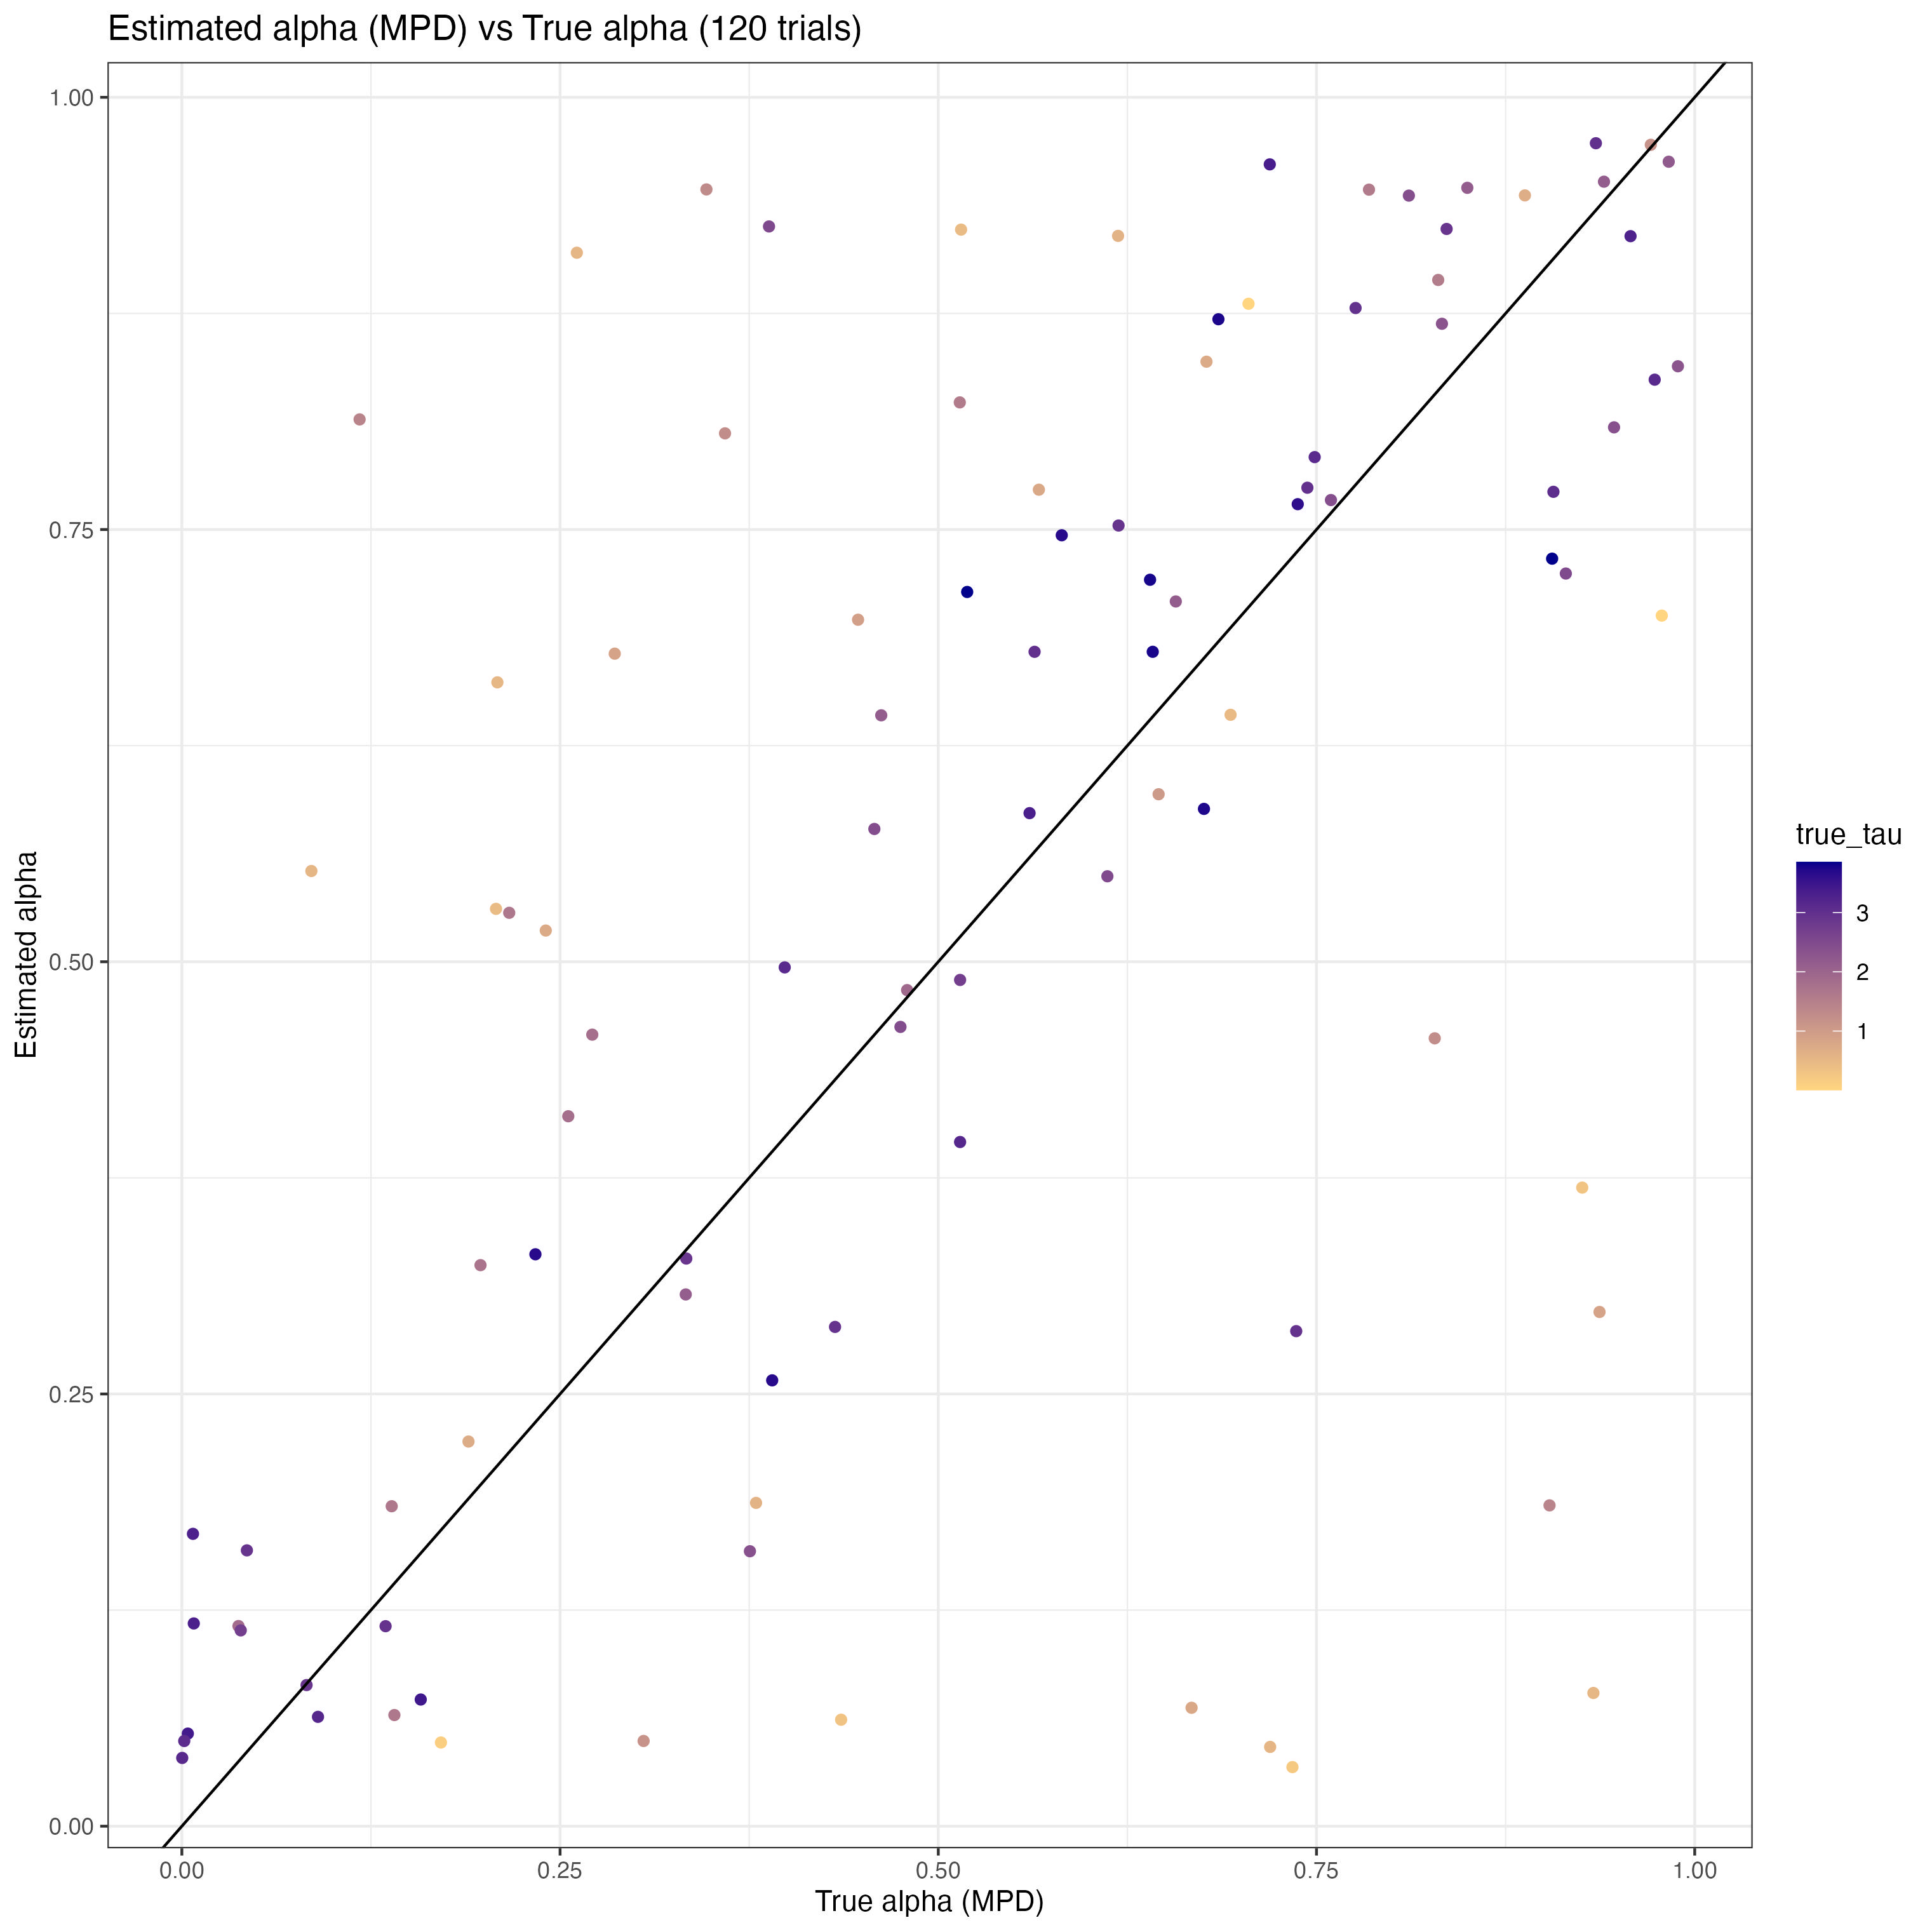 Estimated alpha (MPD) vs True alpha (120 trials)
1.00
0.75
0.50
0.25
0.00
Estimated alpha
0.00 0.25 0.50 0.75 1.00
True alpha (MPD)
true_tau
3
2
1